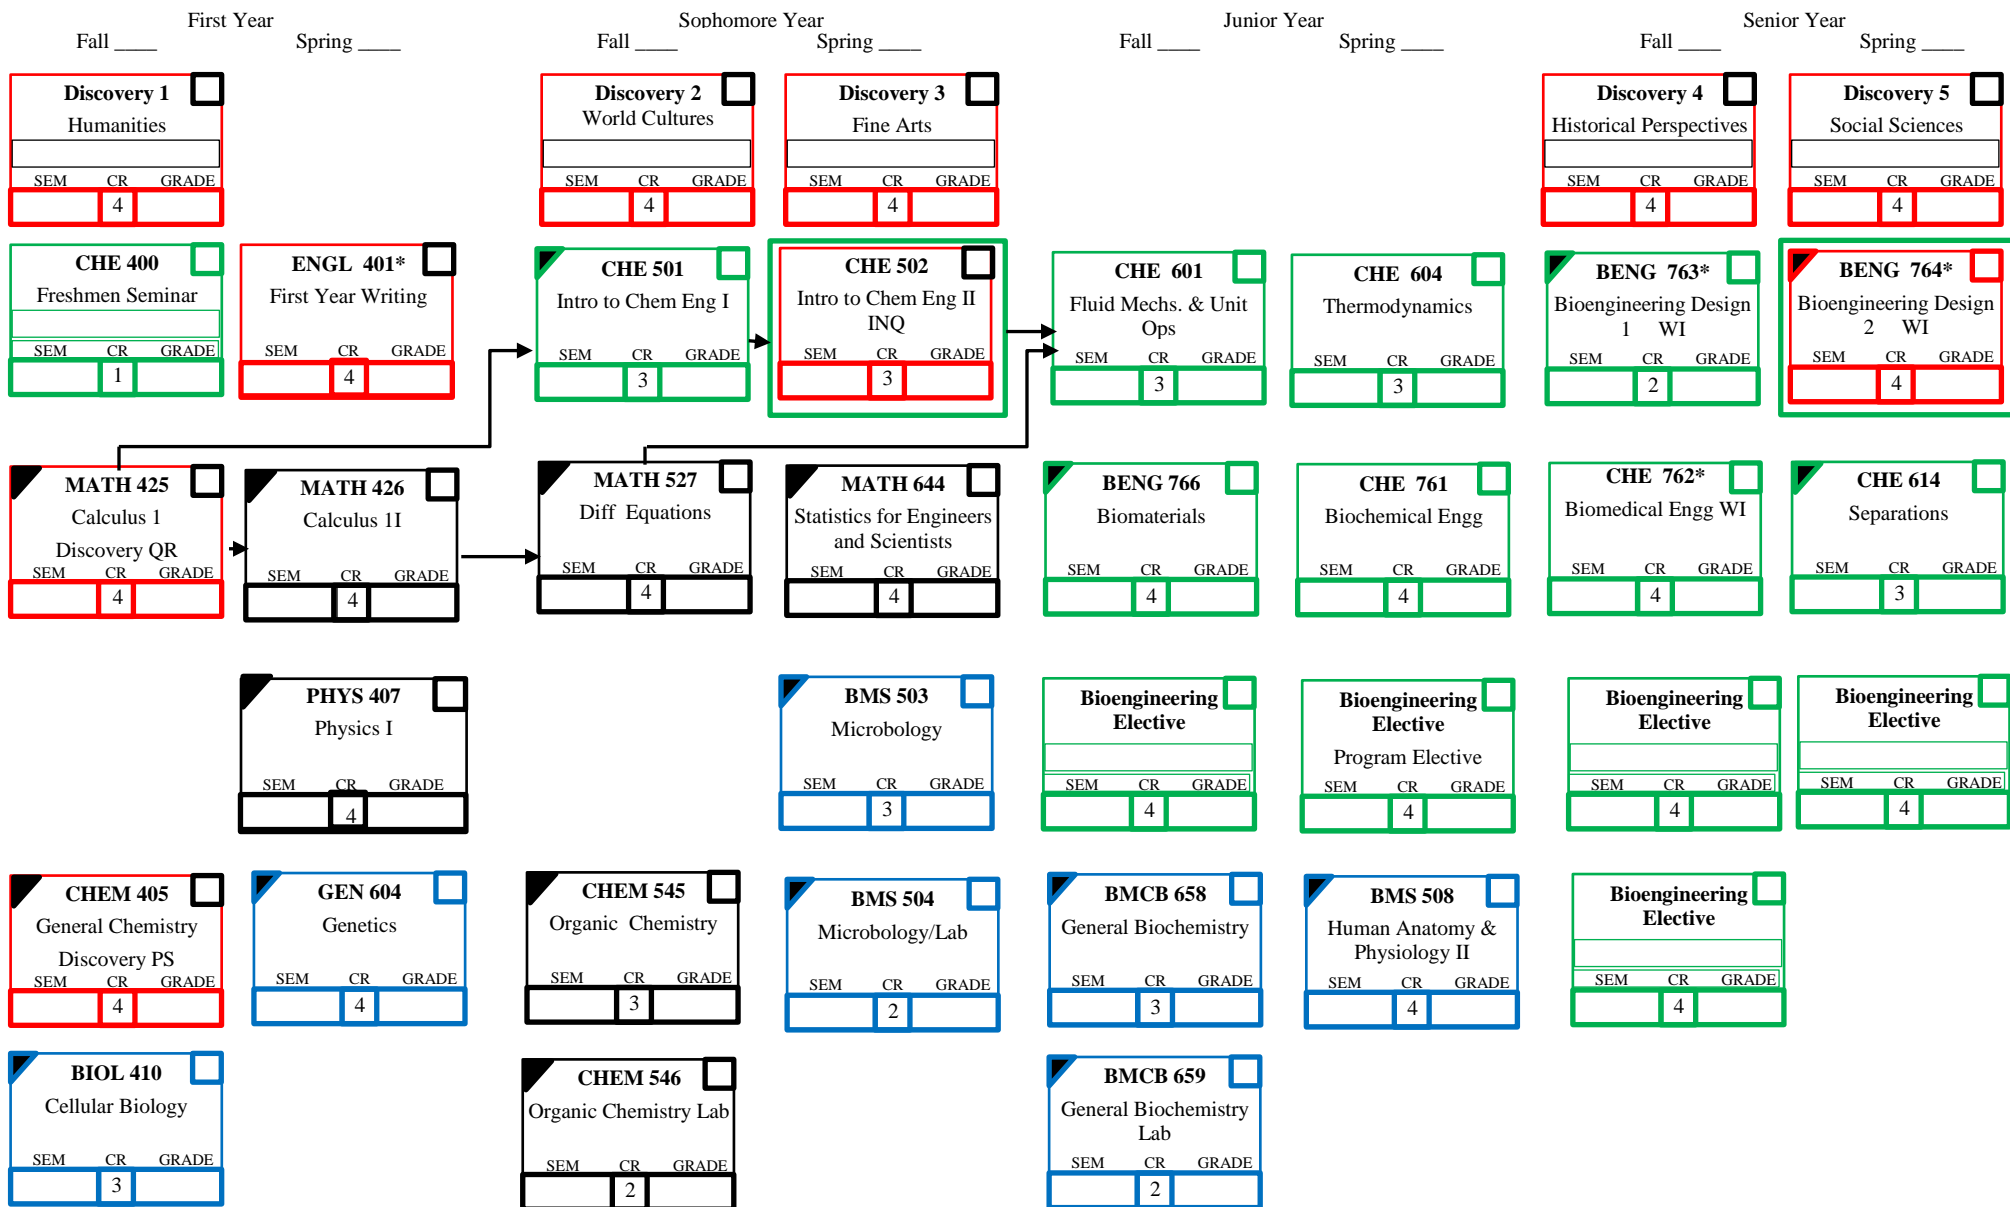 First Year Sophomore Year Junior Year Senior Year
Fall ____ Spring ____ Fall ____ Spring ____ Fall ____ Spring ____ Fall ____ Spring ____
Discovery 1
Humanities
SEM CR GRADE
4
Discovery 2
World Cultures
SEM CR GRADE
4
Discovery 3
Fine Arts
SEM CR GRADE
4
Discovery 4
Historical Perspectives
SEM CR GRADE
4
Discovery 5
Social Sciences
SEM CR GRADE
4
CHE 400
Freshmen Seminar
SEM CR GRADE
1
ENGL 401*
First Year Writing
SEM CR GRADE
4
CHE 501
Intro to Chem Eng I
SEM CR GRADE
3
CHE 502
Intro to Chem Eng II
INQ
SEM CR GRADE
3
CHE 601
Fluid Mechs. & Unit
Ops
SEM CR GRADE
3
CHE 604
Thermodynamics
SEM CR GRADE
3
BENG 763*
Bioengineering Design
1 WI
SEM CR GRADE
2
BENG 764*
Bioengineering Design
2 WI
SEM CR GRADE
4
MATH 425
Calculus 1
Discovery QR
SEM CR GRADE
4
MATH 426
Calculus 1I
SEM CR GRADE
4
MATH 527
Diff Equations
SEM CR GRADE
4
MATH 644
Statistics for Engineers
and Scientists
SEM CR GRADE
4
BENG 766
Biomaterials
SEM CR GRADE
4
CHE 761
Biochemical Engg
SEM CR GRADE
4
CHE 762*
Biomedical Engg WI
SEM CR GRADE
4
CHE 614
Separations
SEM CR GRADE
3
PHYS 407
Physics I
SEM CR GRADE
4
BMS 503
Microbology
SEM CR GRADE
3
Bioengineering
Elective
SEM CR GRADE
4
Bioengineering
Elective
Program Elective
SEM CR GRADE
4
Bioengineering
Elective
SEM CR GRADE
4
Bioengineering
Elective
SEM CR GRADE
4
CHEM 405
General Chemistry
Discovery PS
SEM CR GRADE
4
GEN 604
Genetics
SEM CR GRADE
4
CHEM 545
Organic Chemistry
SEM CR GRADE
3
BMS 504
Microbology/Lab
SEM CR GRADE
2
BMCB 658
General Biochemistry
SEM CR GRADE
3
BMS 508
Human Anatomy &
Physiology II
SEM CR GRADE
4
Bioengineering
Elective
SEM CR GRADE
4
BIOL 410
Cellular Biology
SEM CR GRADE
3
CHEM 546
Organic Chemistry Lab
SEM CR GRADE
2
BMCB 659
General Biochemistry
Lab
SEM CR GRADE
2